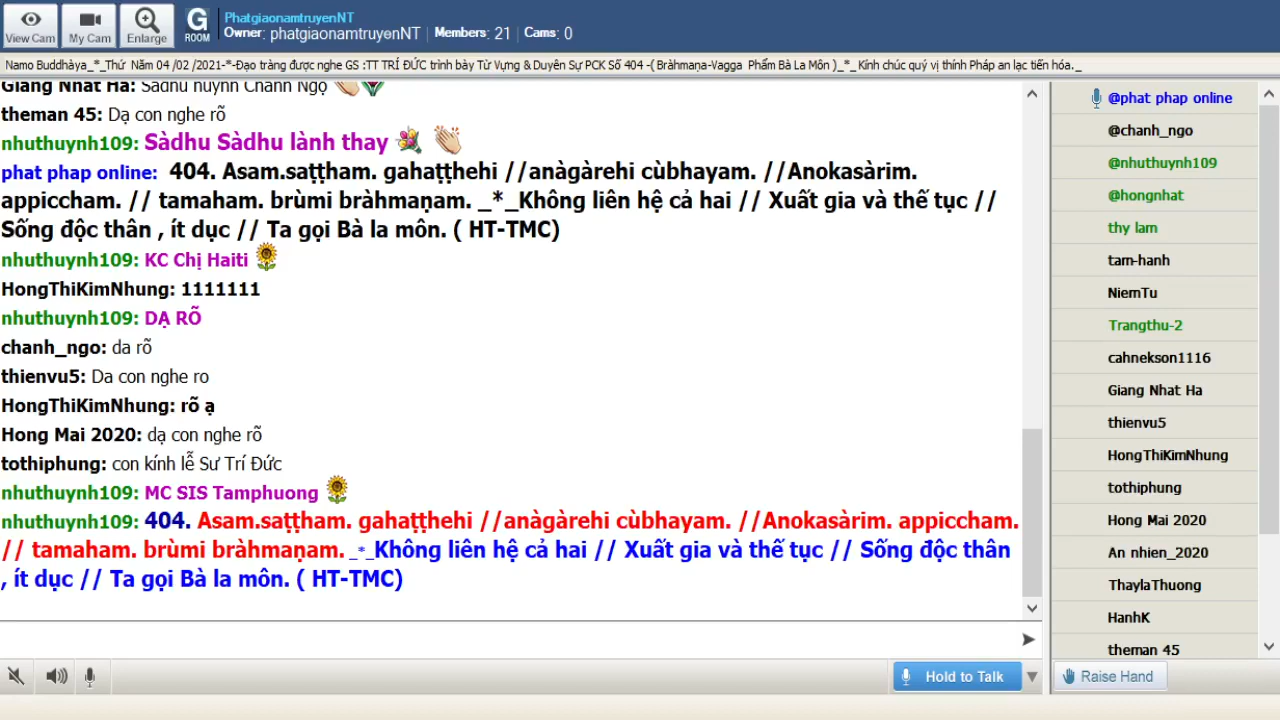 View Cam
My Cam
Enlarge
G
ROOM
PhatgiaonamtruyenNT
Owner: phatgiaonamtruyenNT | Members: 21 | Cams: 0
Namo Buddhàya_*_Thứ Năm 04 /02 /2021-*-Đạo tràng được nghe GS :TT TRÍ ĐỨC trình bày Từ Vựng & Duyên Sự PCK Số 404 -( Bràhmaṇa-Vagga Phẩm Bà La Môn )_*_ Kính chúc quý vị thính Pháp an lạc tiến hóa._
Giang Nhat Ha: Sadhu huynh Chanh Ngộ
theman 45: Dạ con nghe rõ
nhuthuynh109: Sàdhu Sàdhu lành thay
phat phap online: 404. Asam.saṭṭham. gahaṭṭhehi //anàgàrehi cùbhayam. //Anokasàrim.
appiccham. // tamaham. brùmi bràhmaṇam. _*_Không liên hệ cả hai // Xuất gia và thế tục //
Sống độc thân , ít dục // Ta gọi Bà la môn. ( HT-TMC)
nhuthuynh109: KC Chị Haiti
HongThiKimNhung: 1111111
nhuthuynh109: DẠ RÕ
chanh_ngo: da rõ
thienvu5: Da con nghe ro
HongThiKimNhung: rõ ạ
Hong Mai 2020: dạ con nghe rõ
tothiphung: con kính lễ Sư Trí Đức
nhuthuynh109: MC SIS Tamphuong
nhuthuynh109: 404. Asam.saṭṭham. gahaṭṭhehi //anàgàrehi cùbhayam. //Anokasàrim. appiccham.
// tamaham. brùmi bràhmaṇam. _*_Không liên hệ cả hai // Xuất gia và thế tục // Sống độc thân
, ít dục // Ta gọi Bà la môn. ( HT-TMC)
Hold to Talk
@phat phap online
@chanh_ngo
@nhuthuynh109
@hongnhat
thy lam
tam-hanh
NiemTu
Trangthu-2
cahnekson1116
Giang Nhat Ha
thienvu5
HongThiKimNhung
tothiphung
Hong Mai 2020
An nhien_2020
ThaylaThuong
HanhK
theman 45
Raise Hand